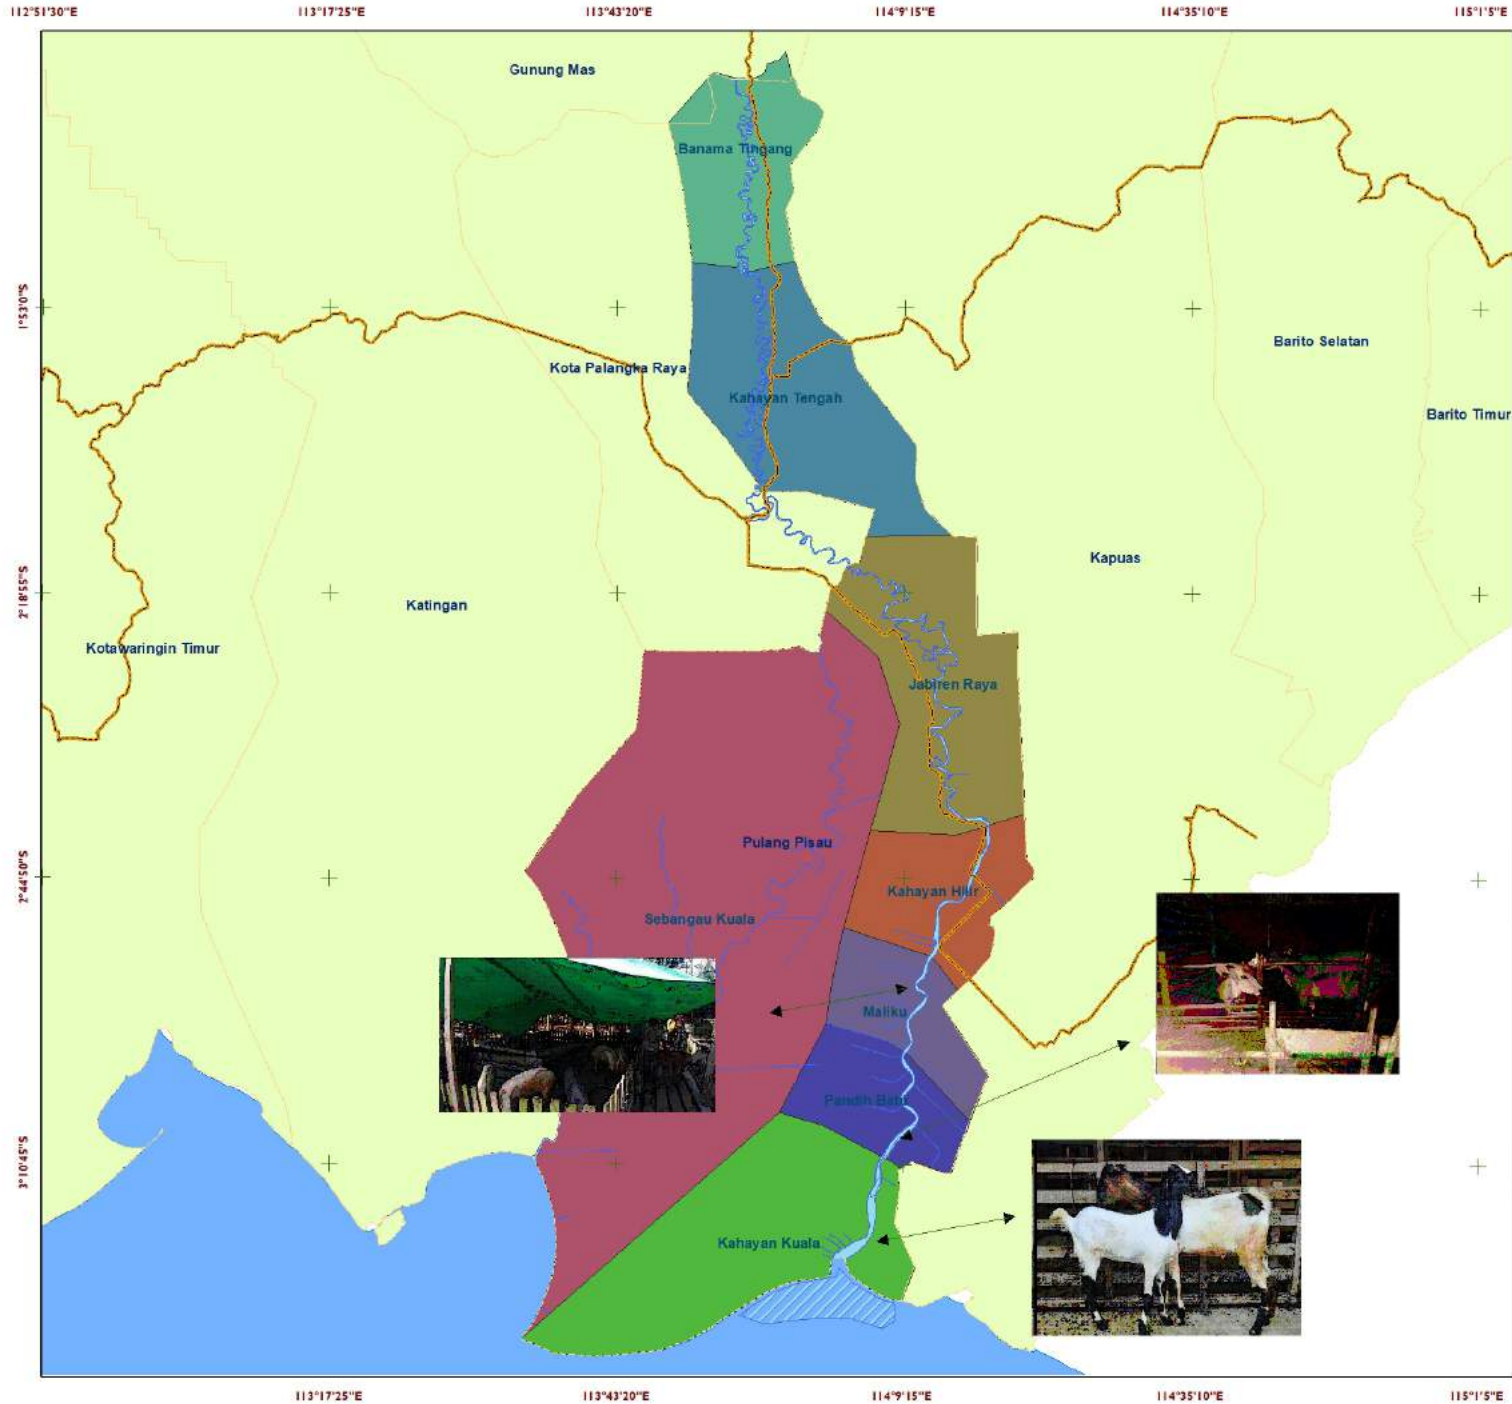 112°51'30"E 113°17'25"E 113°43'20"E 114°9'15"E 114°35'10"E 115°1'5"E
Gunung Mas
Banama Tingang
1°53'0"S
Barito Selatan
Kota Palangka Raya
Kahayan Tengah
Barito Timur
Kapuas
2°18'55"S
Katingan
Kotawaringin Timur
Jabiren Raya
Pulang Pisau
2°44'50"S
Kahayan Hilir
Sebangau Kuala
Maliku
Pandih Batu
3°10'45"S
Kahayan Kuala
113°17'25"E 113°43'20"E 114°9'15"E 114°35'10"E 115°1'5"E